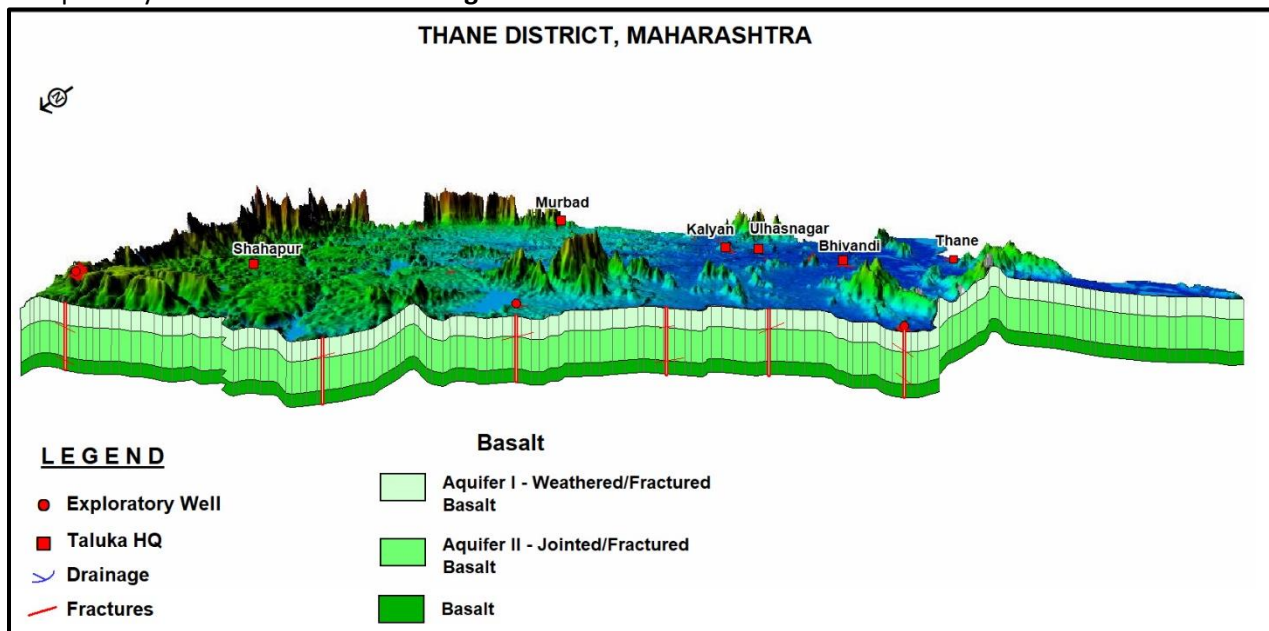 THANE DISTRICT, MAHARASHTRA
N
Murbad
Shahapur
Kalyan
Ulhasnagar
Bhivandi
Thane
L E G E N D
Exploratory Well
Taluka HQ
Drainage
Fractures
Basalt
Aquifer I - Weathered/Fractured
Basalt
Aquifer II - Jointed/Fractured
Basalt
Basalt